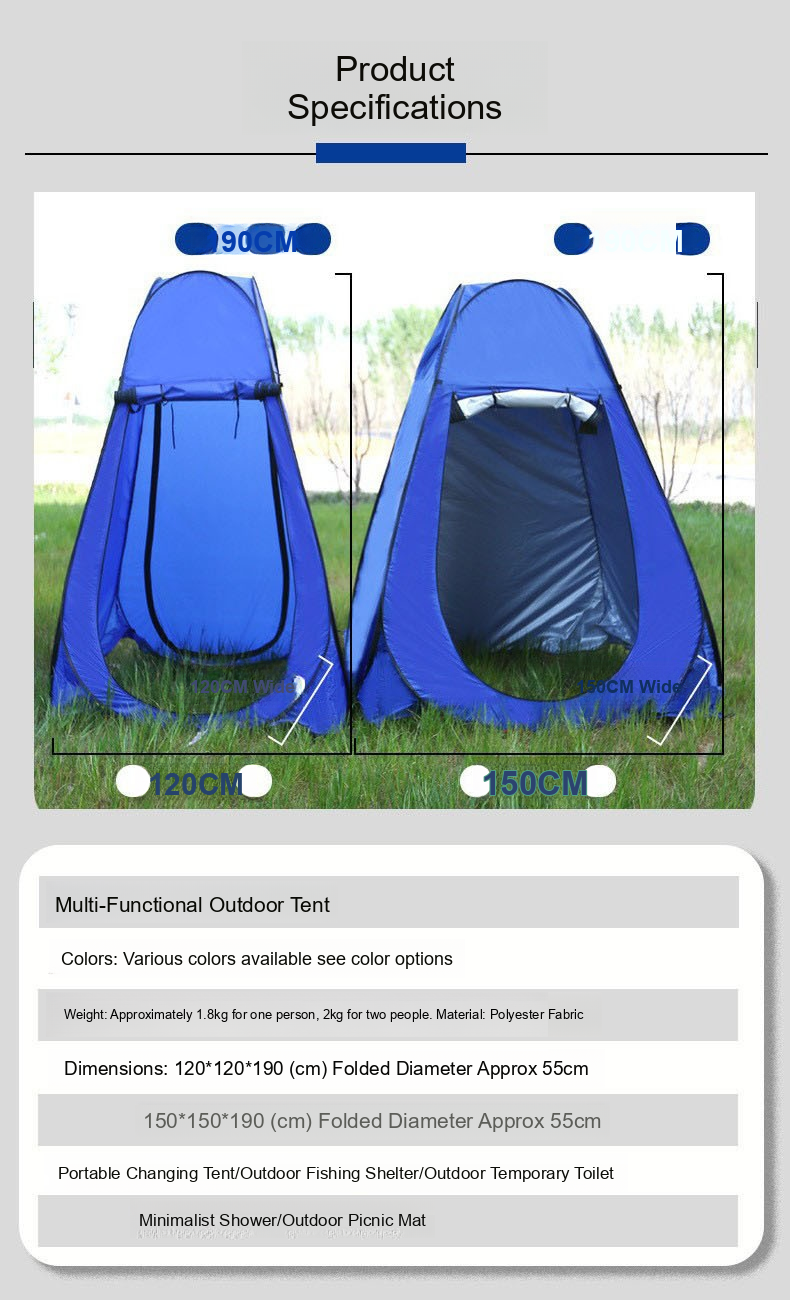 Product
Specifications
190CM
190CM
120CM Wide
150CM Wide
120CM
150CM
Multi-Functional Outdoor Tent
Colors: Various colors available see color options
Weight: Approximately 1.8kg for one person, 2kg for two people. Material: Polyester Fabric
Dimensions: 120*120*190 (cm) Folded Diameter Approx 55cm
150*150*190 (cm) Folded Diameter Approx 55cm
Portable Changing Tent/Outdoor Fishing Shelter/Outdoor Temporary Toilet
Minimalist Shower/Outdoor Picnic Mat